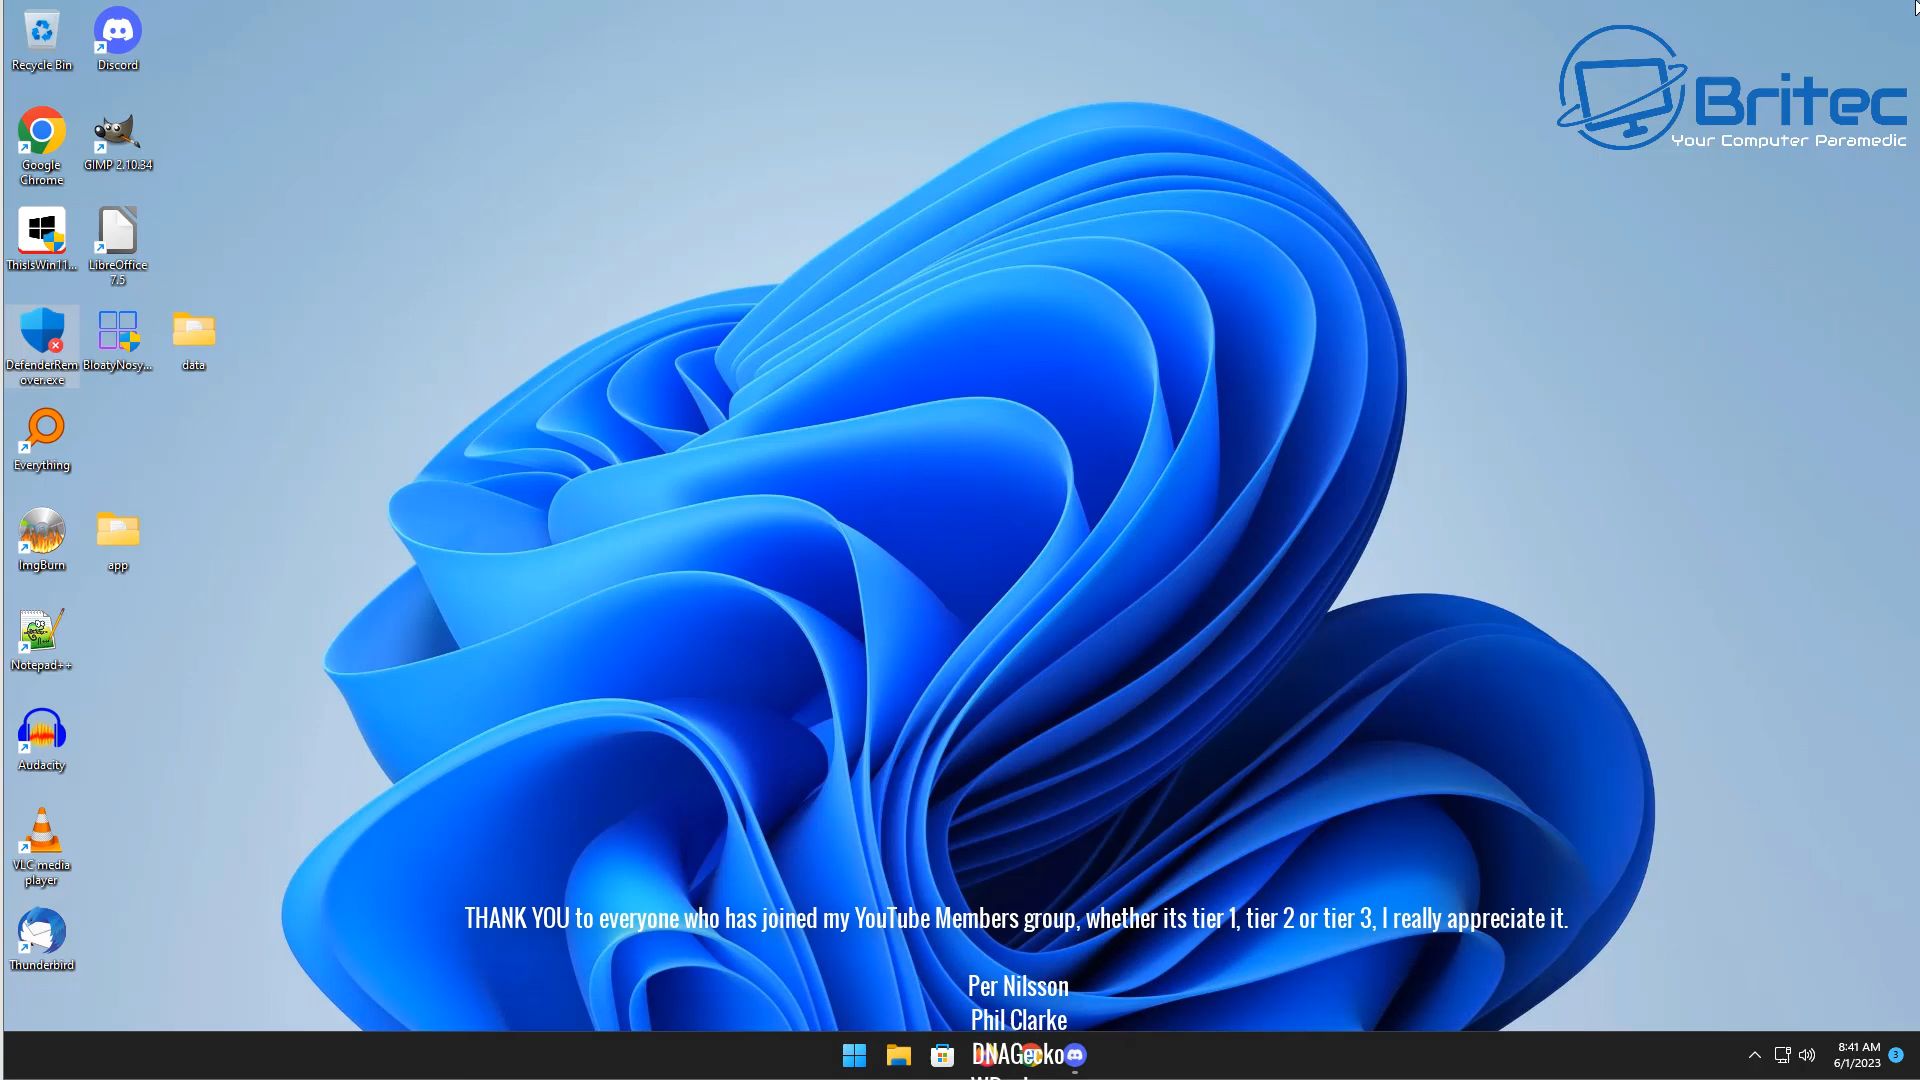 Recycle Bin
Discord
Britec
Your Computer Paramedic
Google
Chrome
GIMP 2.10.34
ThisIsWin11...
LibreOffice
7.5
DefenderRem
over.exe
BloatyNosy...
data
Everything
ImgBurn
app
Notepad++
Audacity
VLC media
player
Thunderbird
THANK YOU to everyone who has joined my YouTube Members group, whether its tier 1, tier 2 or tier 3, I really appreciate it.
Per Nilsson
Phil Clarke
DNAGecko
8:41 AM
6/1/2023
3